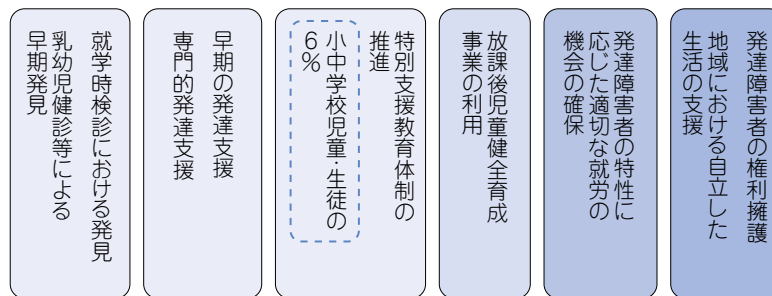 乳幼児健診等による
早期発見
就学時検診における発見
早期の発達支援
専門的発達支援
特別支援教育体制の
推進
小中学校児童・生徒の
6%
放課後児童健全育成
事業の利用
発達障害者の特性に
応じた適切な就労の
機会の確保
発達障害者の権利擁護
地域における自立した
生活の支援